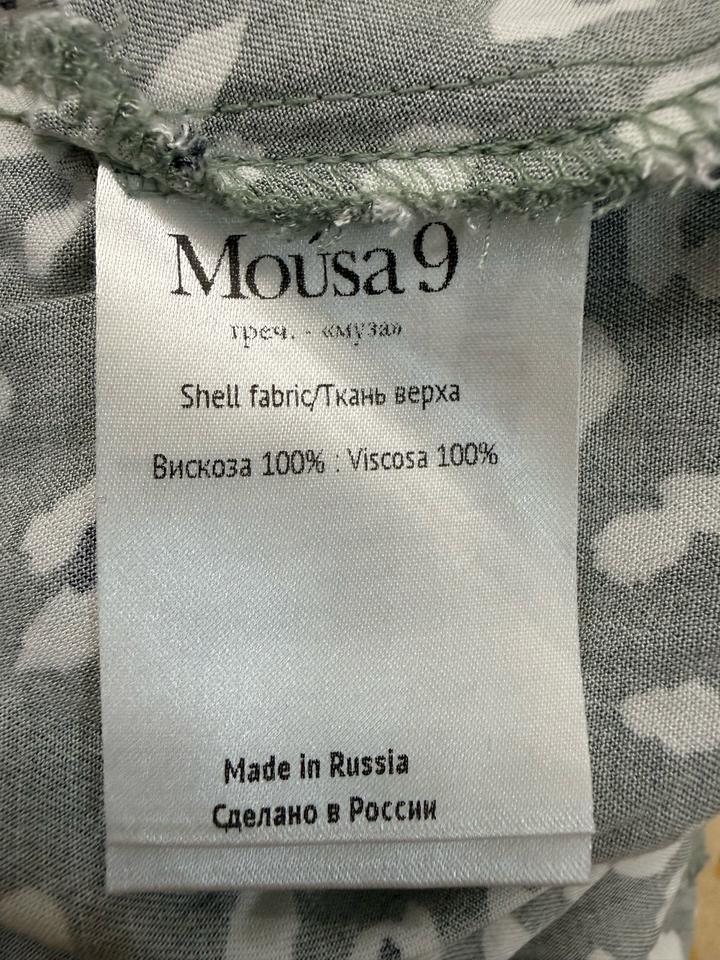 Moúsa 9
греч. - «муза»
Shell fabric/Ткань верха
Вискоза 100% : Viscosa 100%
Made in Russia
Сделано в России